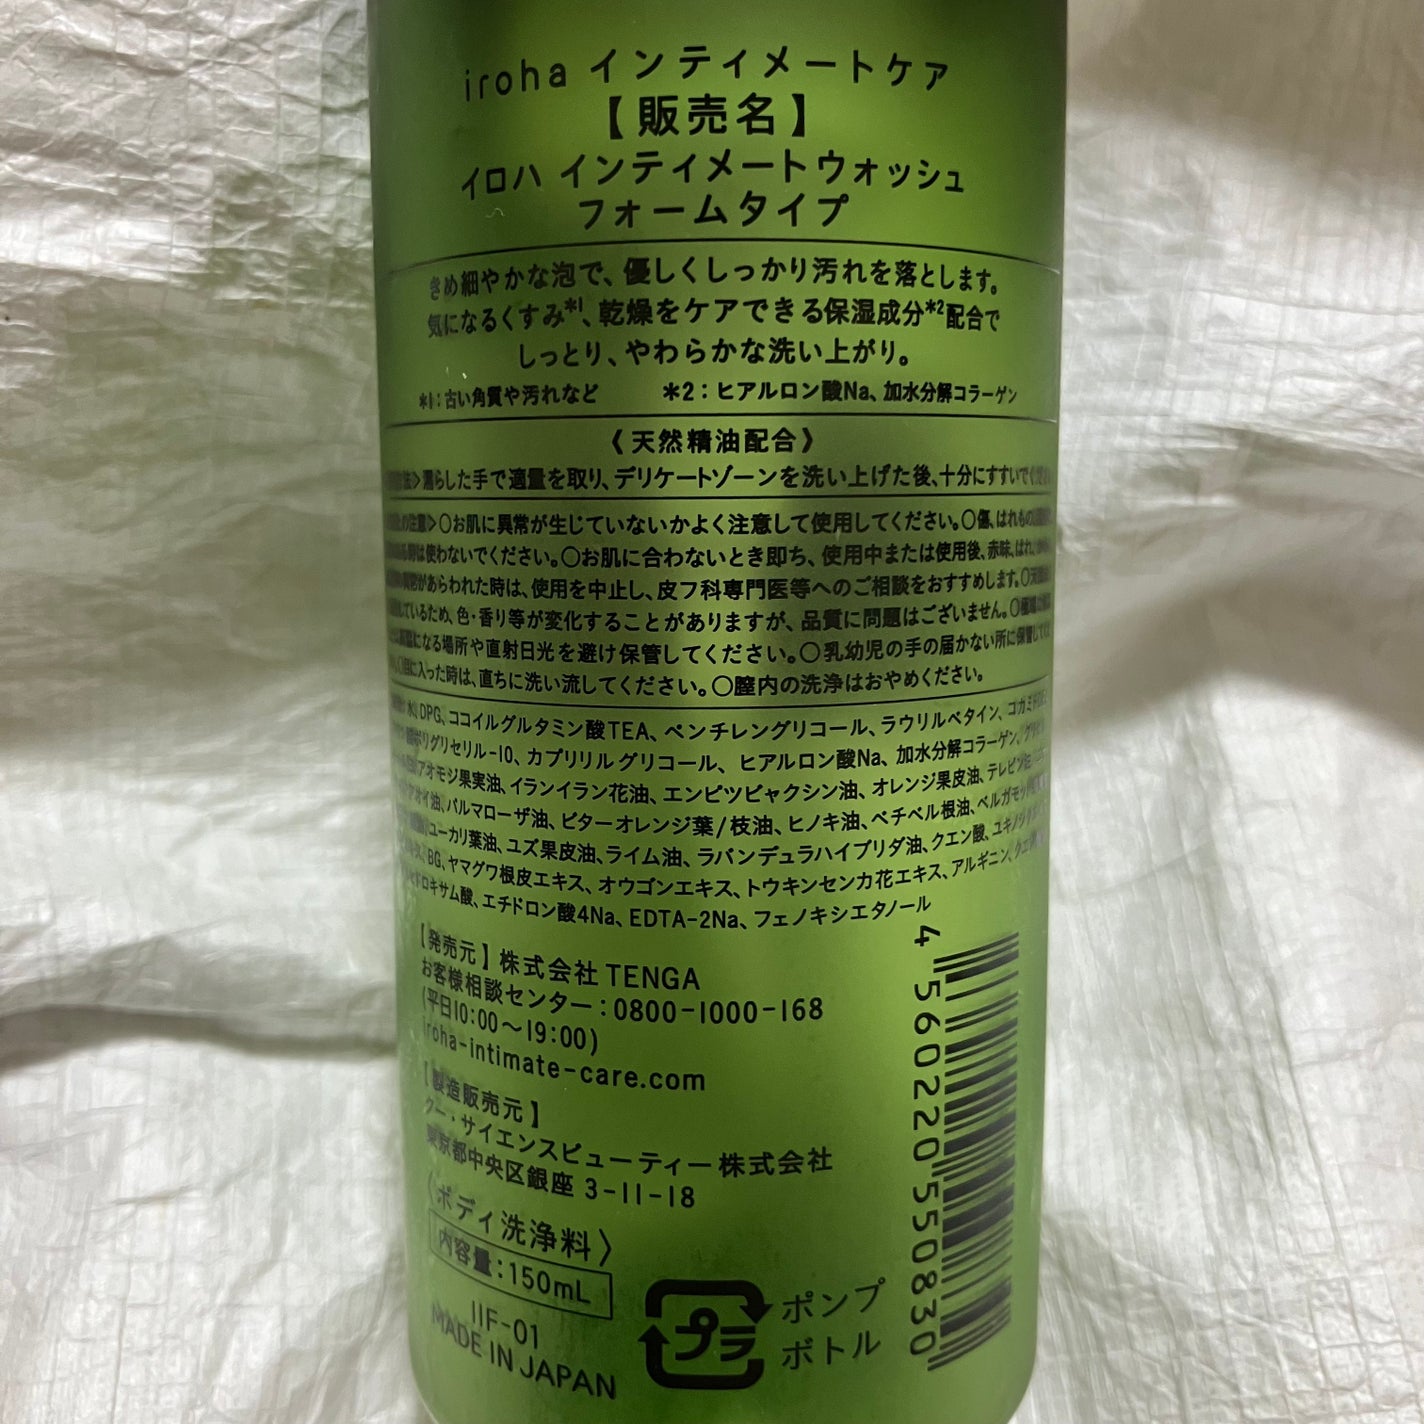 iroha インティメートケア
【販売名】
イロハ インティメートウォッシュ
フォームタイプ
きめ細やかな泡で、優しくしっかり汚れを落とします。
気になるくすみ*1、乾燥をケアできる保湿成分*2配合で
しっとり、やわらかな洗い上がり。
*1：古い角質や汚れなど *2：ヒアルロン酸Na、加水分解コラーゲン
《天然精油配合》
＞濡らした手で適量を取り、デリケートゾーンを洗い上げた後、十分にすすいで
＞○お肌に異常が生じていないかよく注意して使用してください。○傷、はれもの
は使わないでください。○お肌に合わないとき即ち、使用中または使用後、赤味、はれ、
があらわれた時は、使用を中止し、皮フ科専門医等へのご相談をおすすめします。○天然
しているため、色・香り等が変化することがありますが、品質に問題はございません。○
になる場所や直射日光を避け保管してください。○乳幼児の手の届かない所に保管して
に入った時は、直ちに洗い流してください。○膣内の洗浄はおやめください。
水、DPG、ココイルグルタミン酸TEA、ペンチレングリコール、ラウリルベタイン、
ポリグリセリル-10、カプリリルグリコール、ヒアルロン酸Na、加水分解コラーゲン、
アオモジ果実油、イランイラン花油、エンピツビャクシン油、オレンジ果皮油、
アオイ油、パルマローザ油、ビターオレンジ葉/枝油、ヒノキ油、ベチベル根油、
ユーカリ葉油、ユズ果皮油、ライム油、ラバンデュラハイブリダ油、クエン酸、
BG、ヤマグワ根皮エキス、オウゴンエキス、トウキンセンカ花エキス、アルギニン、
ヒドロキサム酸、エチドロン酸4Na、EDTA-2Na、フェノキシエタノール
【発売元】株式会社TENGA
お客様相談センター：0800-1000-168
(平日10:00〜19:00)
iroha-intimate-care.com
【製造販売元】
クー・サイエンスビューティー株式会社
東京都中央区銀座 3-11-18
〈ボディ洗浄料〉
内容量：150mL
IIF-01
MADE IN JAPAN
プラ
ポンプ
ボトル
4 560220 550830